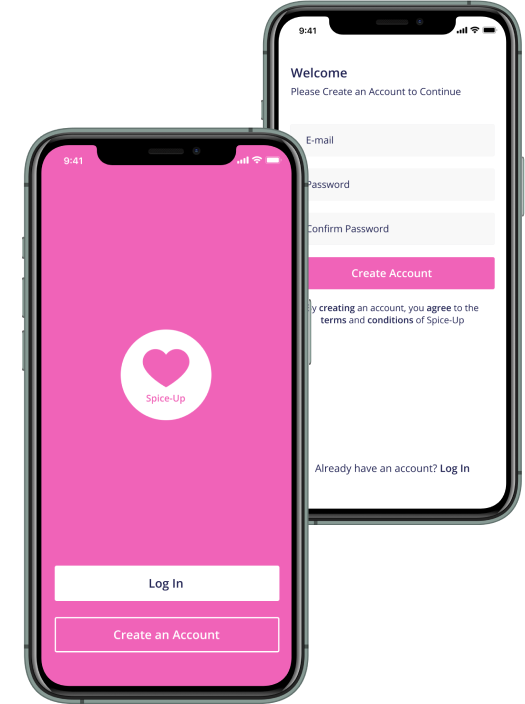 9:41
Welcome
Please Create an Account to Continue
E-mail
Password
Confirm Password
Create Account
creating an account, you agree to the
terms and conditions of Spice-Up
Already have an account? Log In
9:41
Spice-Up
Log In
Create an Account